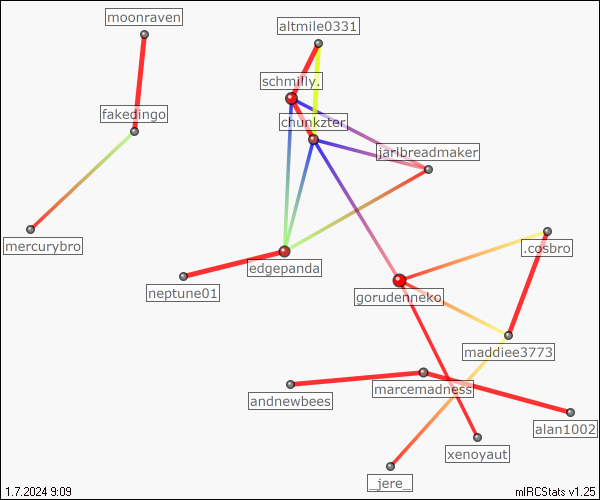 moonraven
altmile0331
schmilly.
fakedingo
chunkzter
jarlbreadmaker
mercurybro
.cosbro
edgepanda
neptune01
gorudenneko
maddiee3773
marcemadness
andnewbees
alan1002
xenoyaut
_jere_
1.7.2024 9:09
mIRCStats v1.25